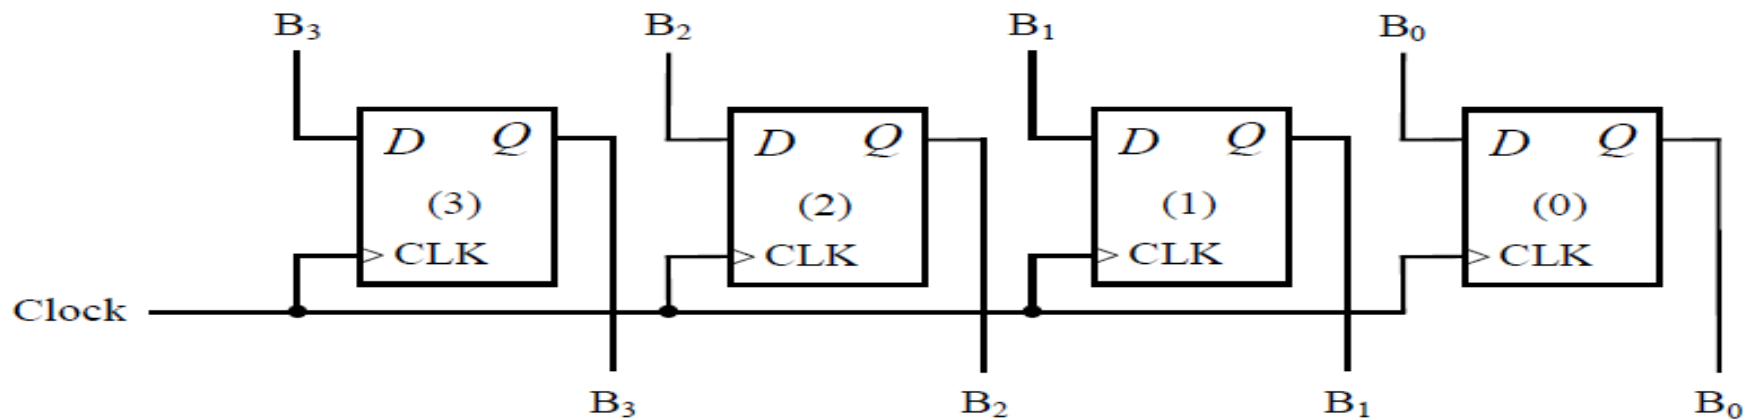 B₃ B₂ B₁ B₀
D Q D Q D Q D Q
(3) (2) (1) (0)
CLK CLK CLK CLK
Clock
B₃ B₂ B₁ B₀